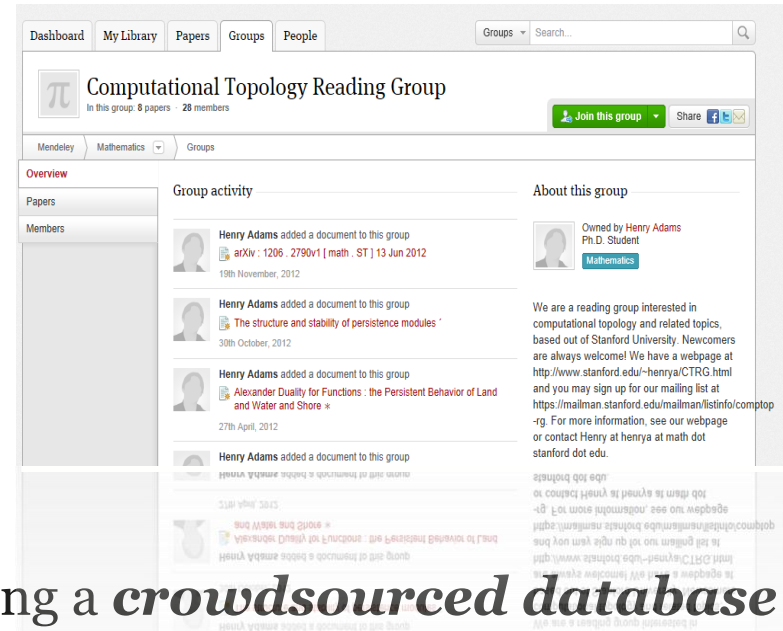 Dashboard My Library Papers Groups People Groups Search...
π Computational Topology Reading Group
In this group: 8 papers · 28 members
Join this group Share
Mendeley Mathematics Groups
Overview
Papers
Members
Group activity
Henry Adams added a document to this group
arXiv : 1206 . 2790v1 [ math . ST ] 13 Jun 2012
19th November, 2012
Henry Adams added a document to this group
The structure and stability of persistence modules ´
30th October, 2012
Henry Adams added a document to this group
Alexander Duality for Functions : the Persistent Behavior of Land
and Water and Shore ∗
27th April, 2012
Henry Adams added a document to this group
About this group
Owned by Henry Adams
Ph.D. Student
Mathematics
We are a reading group interested in
computational topology and related topics,
based out of Stanford University. Newcomers
are always welcome! We have a webpage at
http://www.stanford.edu/~henrya/CTRG.html
and you may sign up for our mailing list at
https://mailman.stanford.edu/mailman/listinfo/comptop
-rg. For more information, see our webpage
or contact Henry at henrya at math dot
stanford dot edu.
ng a crowdsourced database